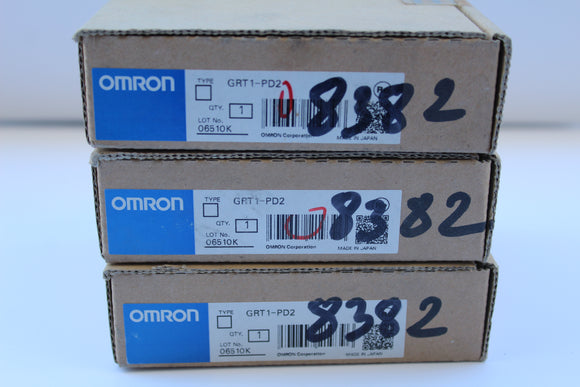 OMRON
TYPE GRT1-PD2
QTY. 1
LOT No.
06510K
OMRON Corporation MADE IN JAPAN
8382
OMRON
TYPE GRT1-PD2
QTY. 1
LOT No.
06510K
OMRON Corporation MADE IN JAPAN
8382
OMRON
TYPE GRT1-PD2
QTY. 1
LOT No.
06510K
OMRON Corporation MADE IN JAPAN
8382